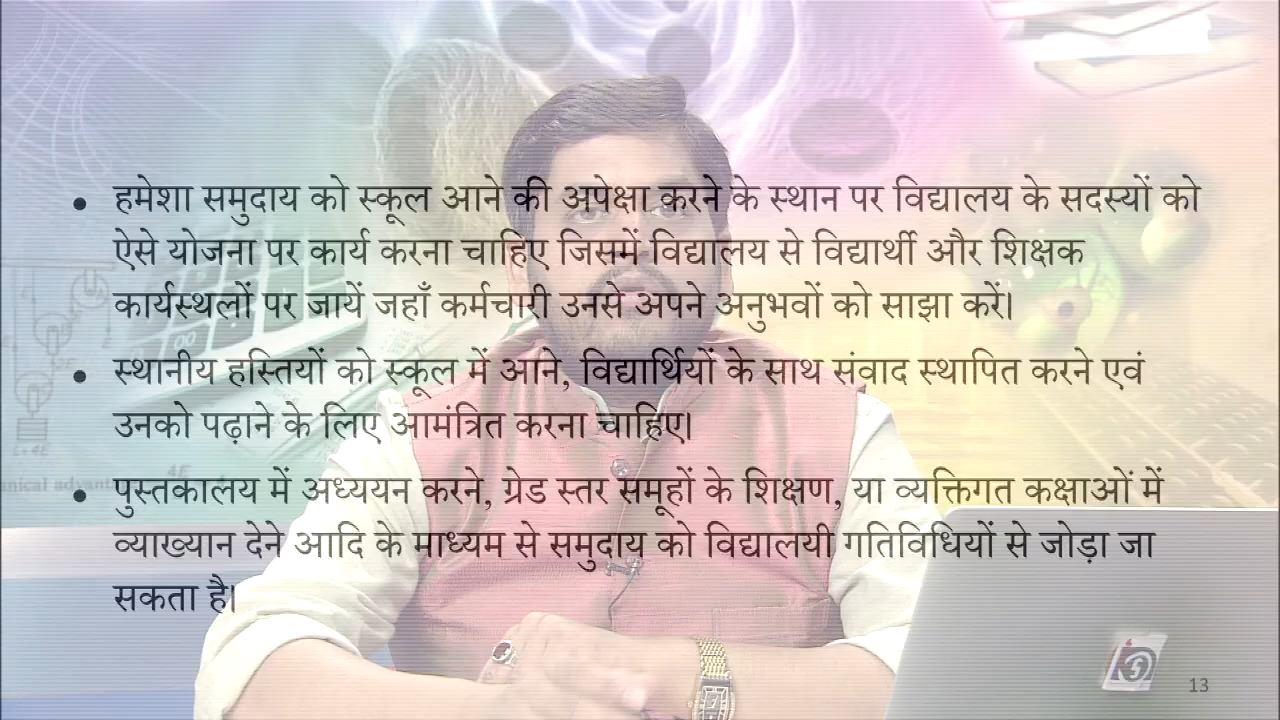 • हमेशा समुदाय को स्कूल आने की अपेक्षा करने के स्थान पर विद्यालय के सदस्यों को
ऐसे योजना पर कार्य करना चाहिए जिसमें विद्यालय से विद्यार्थी और शिक्षक
कार्यस्थलों पर जायें जहाँ कर्मचारी उनसे अपने अनुभवों को साझा करें।
• स्थानीय हस्तियों को स्कूल में आने, विद्यार्थियों के साथ संवाद स्थापित करने एवं
उनको पढ़ाने के लिए आमंत्रित करना चाहिए।
• पुस्तकालय में अध्ययन करने, ग्रेड स्तर समूहों के शिक्षण, या व्यक्तिगत कक्षाओं में
व्याख्यान देने आदि के माध्यम से समुदाय को विद्यालयी गतिविधियों से जोड़ा जा
सकता है।
13